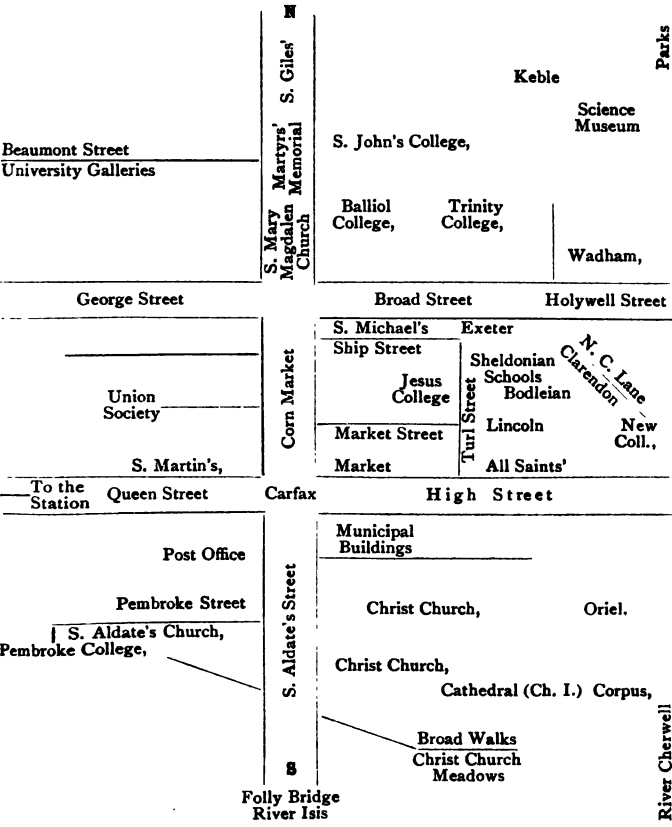 N
S. Giles'
Parks
Keble
Science
Museum
Martyrs'
Memorial
S. John's College,
Beaumont Street
University Galleries
Balliol
College,
Trinity
College,
S. Mary
Magdalen
Church
Wadham,
George Street
Broad Street
Holywell Street
S. Michael's
Exeter
Ship Street
Corn Market
Turl Street
Sheldonian
Schools
Bodleian
N. C. Lane
Clarendon
Jesus
College
Union
Society
Lincoln
New
Coll.,
Market Street
S. Martin's,
Market
All Saints'
To the
Station
Queen Street
Carfax
High Street
Municipal
Buildings
Post Office
S. Aldate's Street
Pembroke Street
Christ Church,
Oriel.
S. Aldate's Church,
Pembroke College,
Christ Church,
Cathedral (Ch. I.) Corpus,
Broad Walks
Christ Church
Meadows
River Cherwell
S
Folly Bridge
River Isis